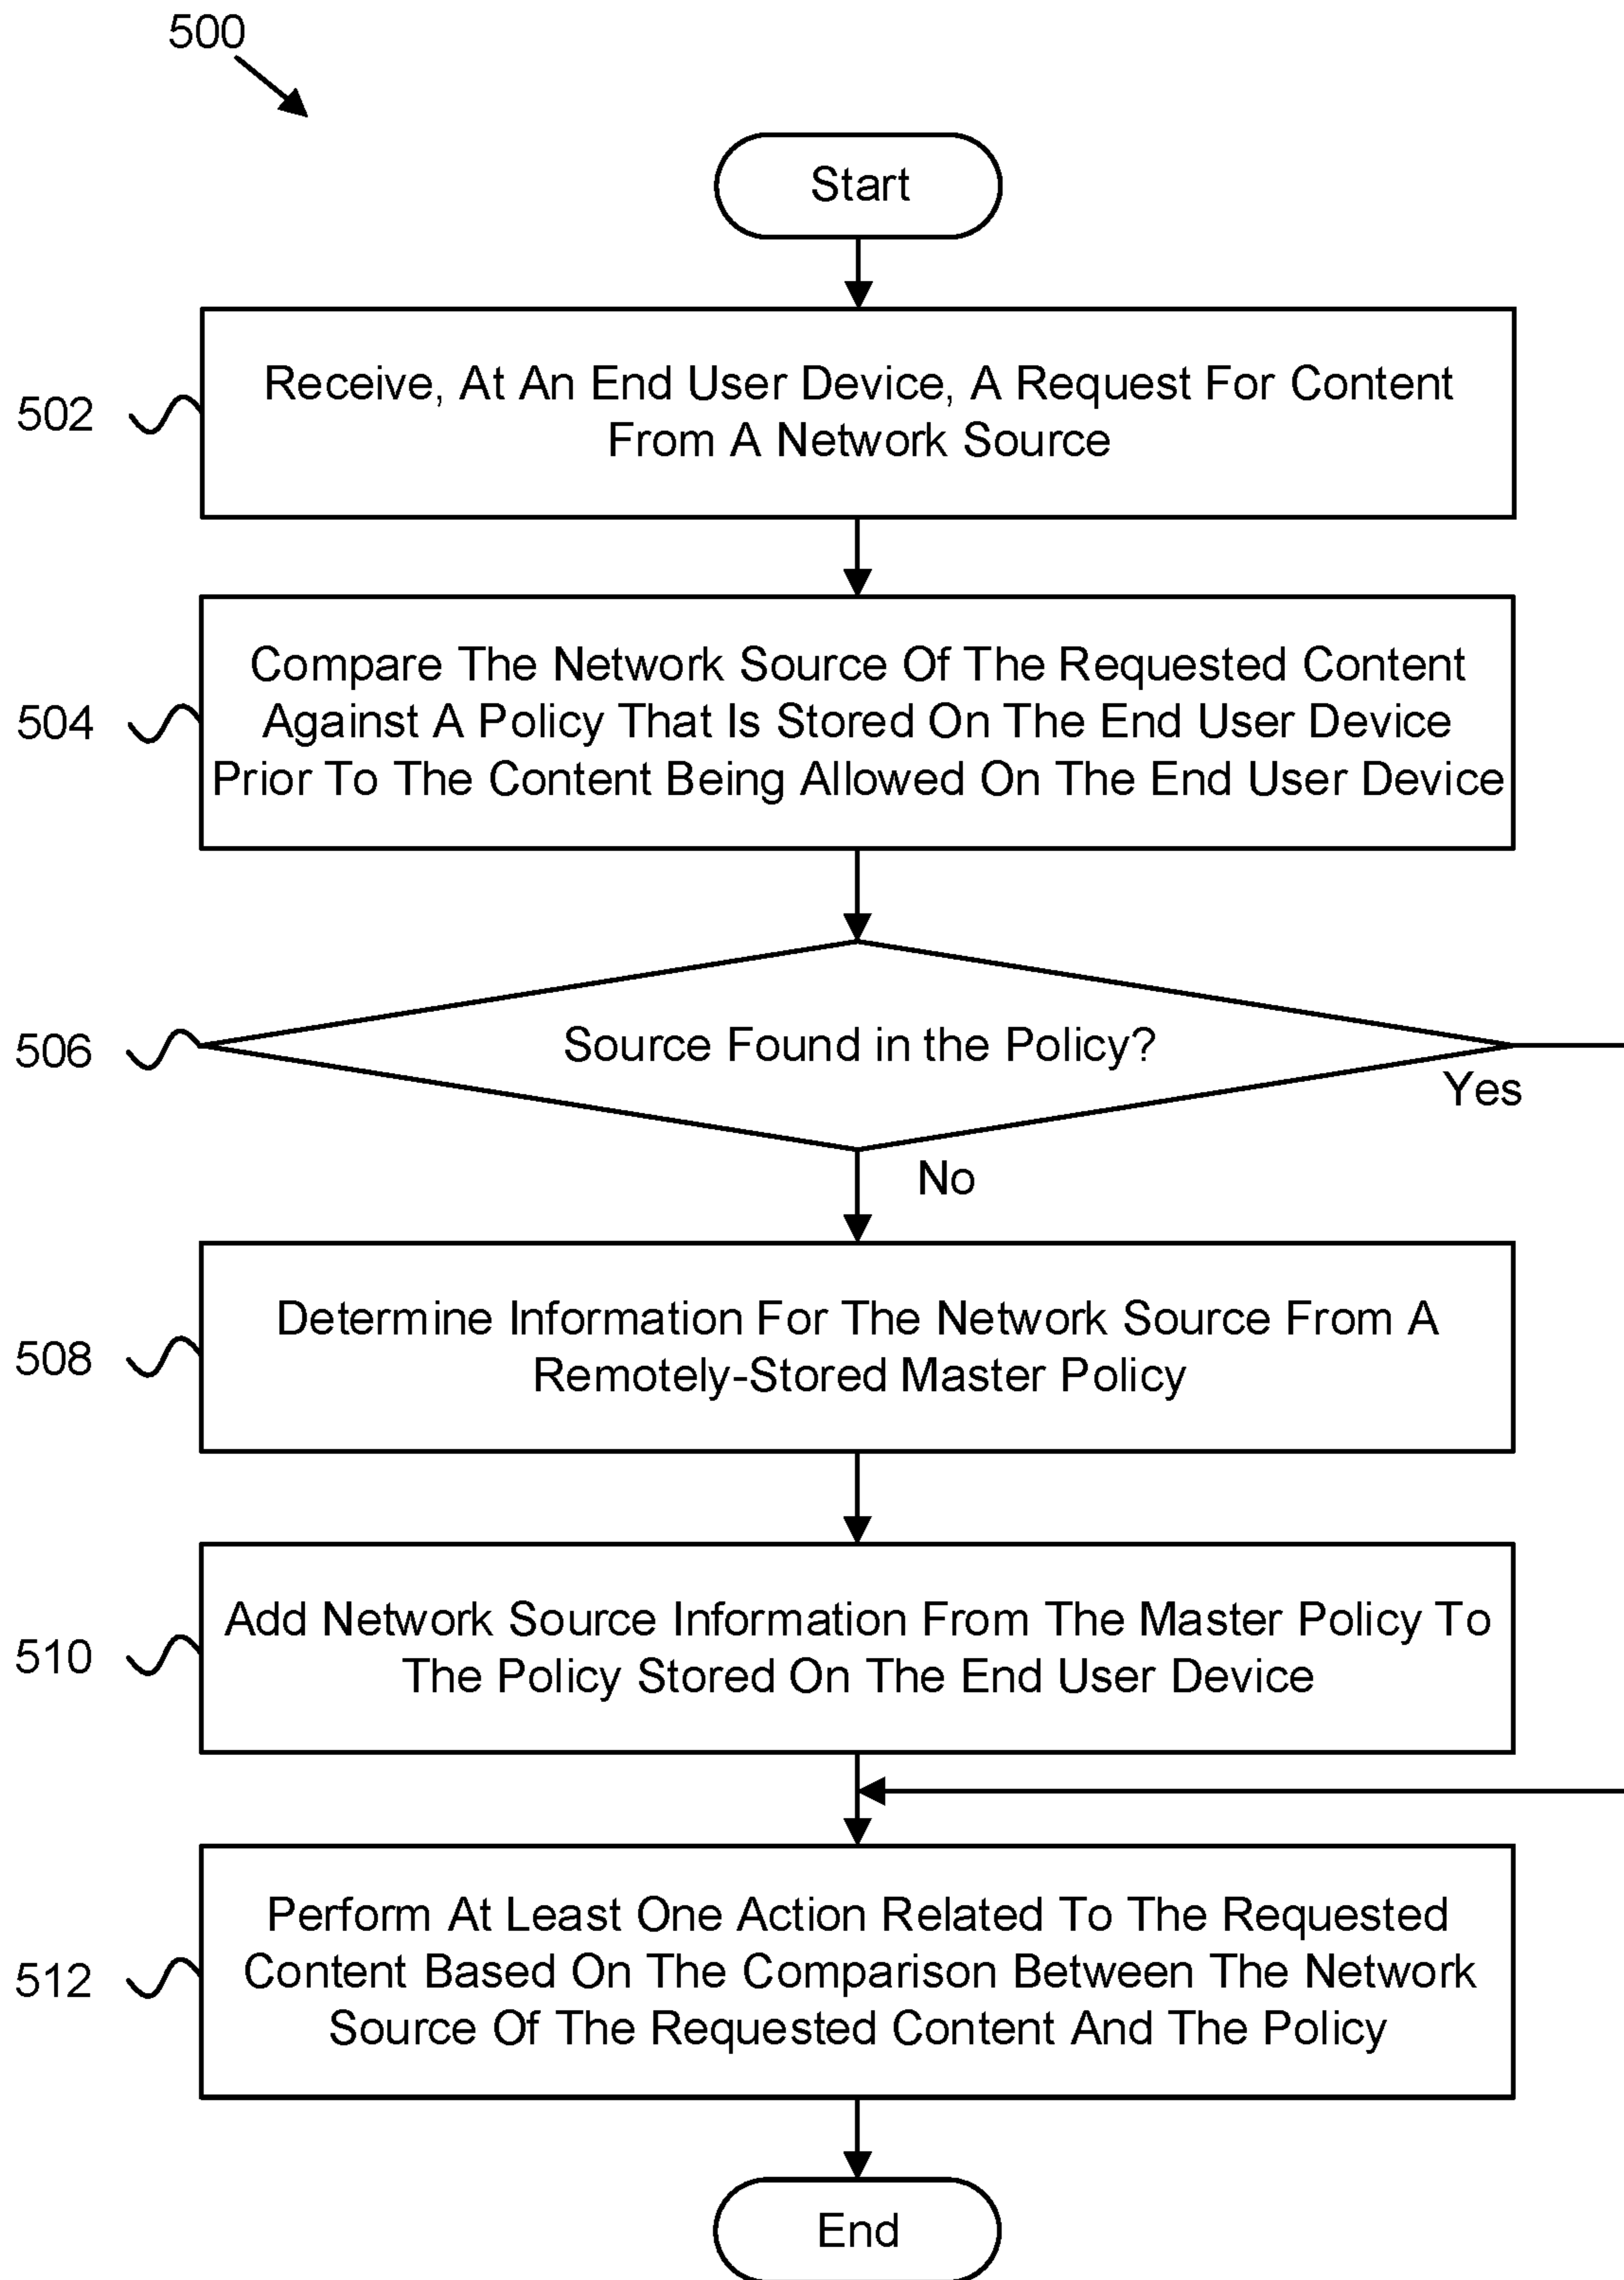 500
Start
502
Receive, At An End User Device, A Request For Content
From A Network Source
504
Compare The Network Source Of The Requested Content
Against A Policy That Is Stored On The End User Device
Prior To The Content Being Allowed On The End User Device
506
Source Found in the Policy?
Yes
No
508
Determine Information For The Network Source From A
Remotely-Stored Master Policy
510
Add Network Source Information From The Master Policy To
The Policy Stored On The End User Device
512
Perform At Least One Action Related To The Requested
Content Based On The Comparison Between The Network
Source Of The Requested Content And The Policy
End